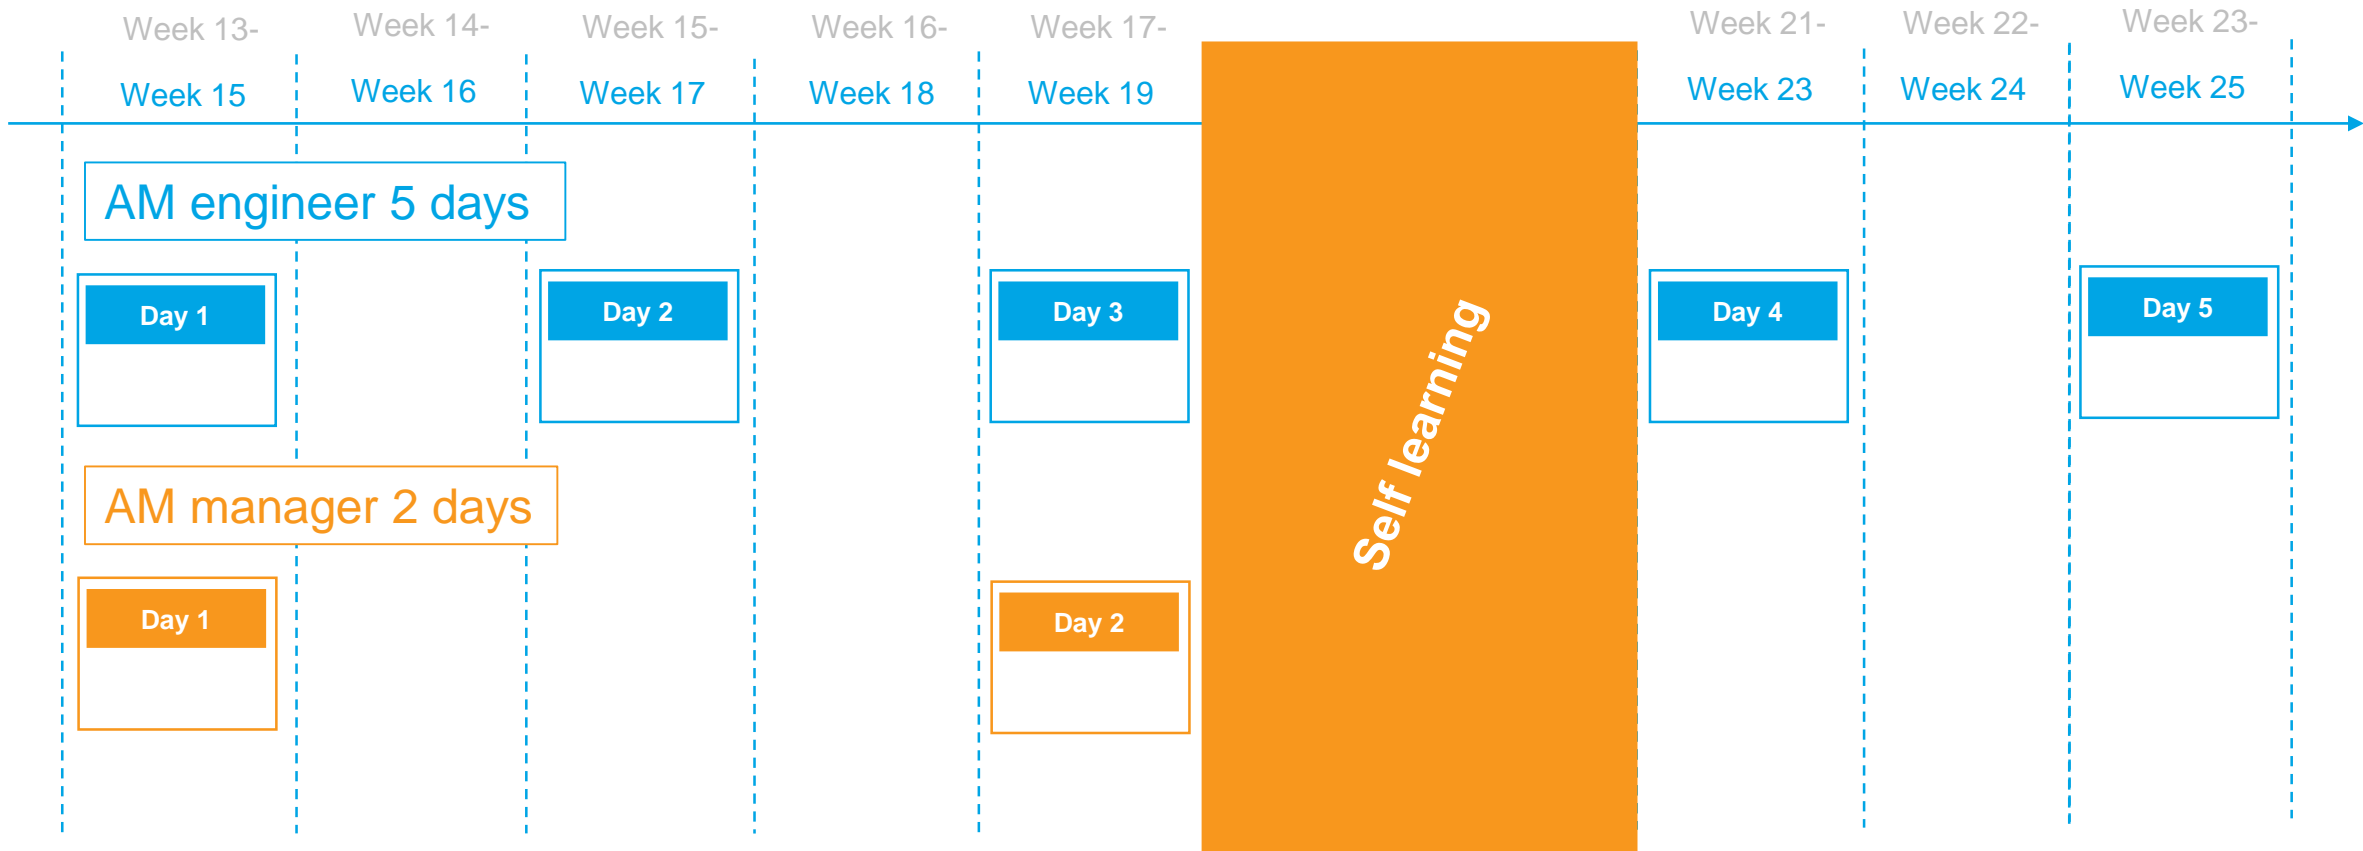 Week 13-
Week 14-
Week 15-
Week 16-
Week 17-
Week 21-
Week 22-
Week 23-
Week 15
Week 16
Week 17
Week 18
Week 19
Week 23
Week 24
Week 25
AM engineer 5 days
Day 1
Day 2
Day 3
Day 4
Day 5
Self learning
AM manager 2 days
Day 1
Day 2